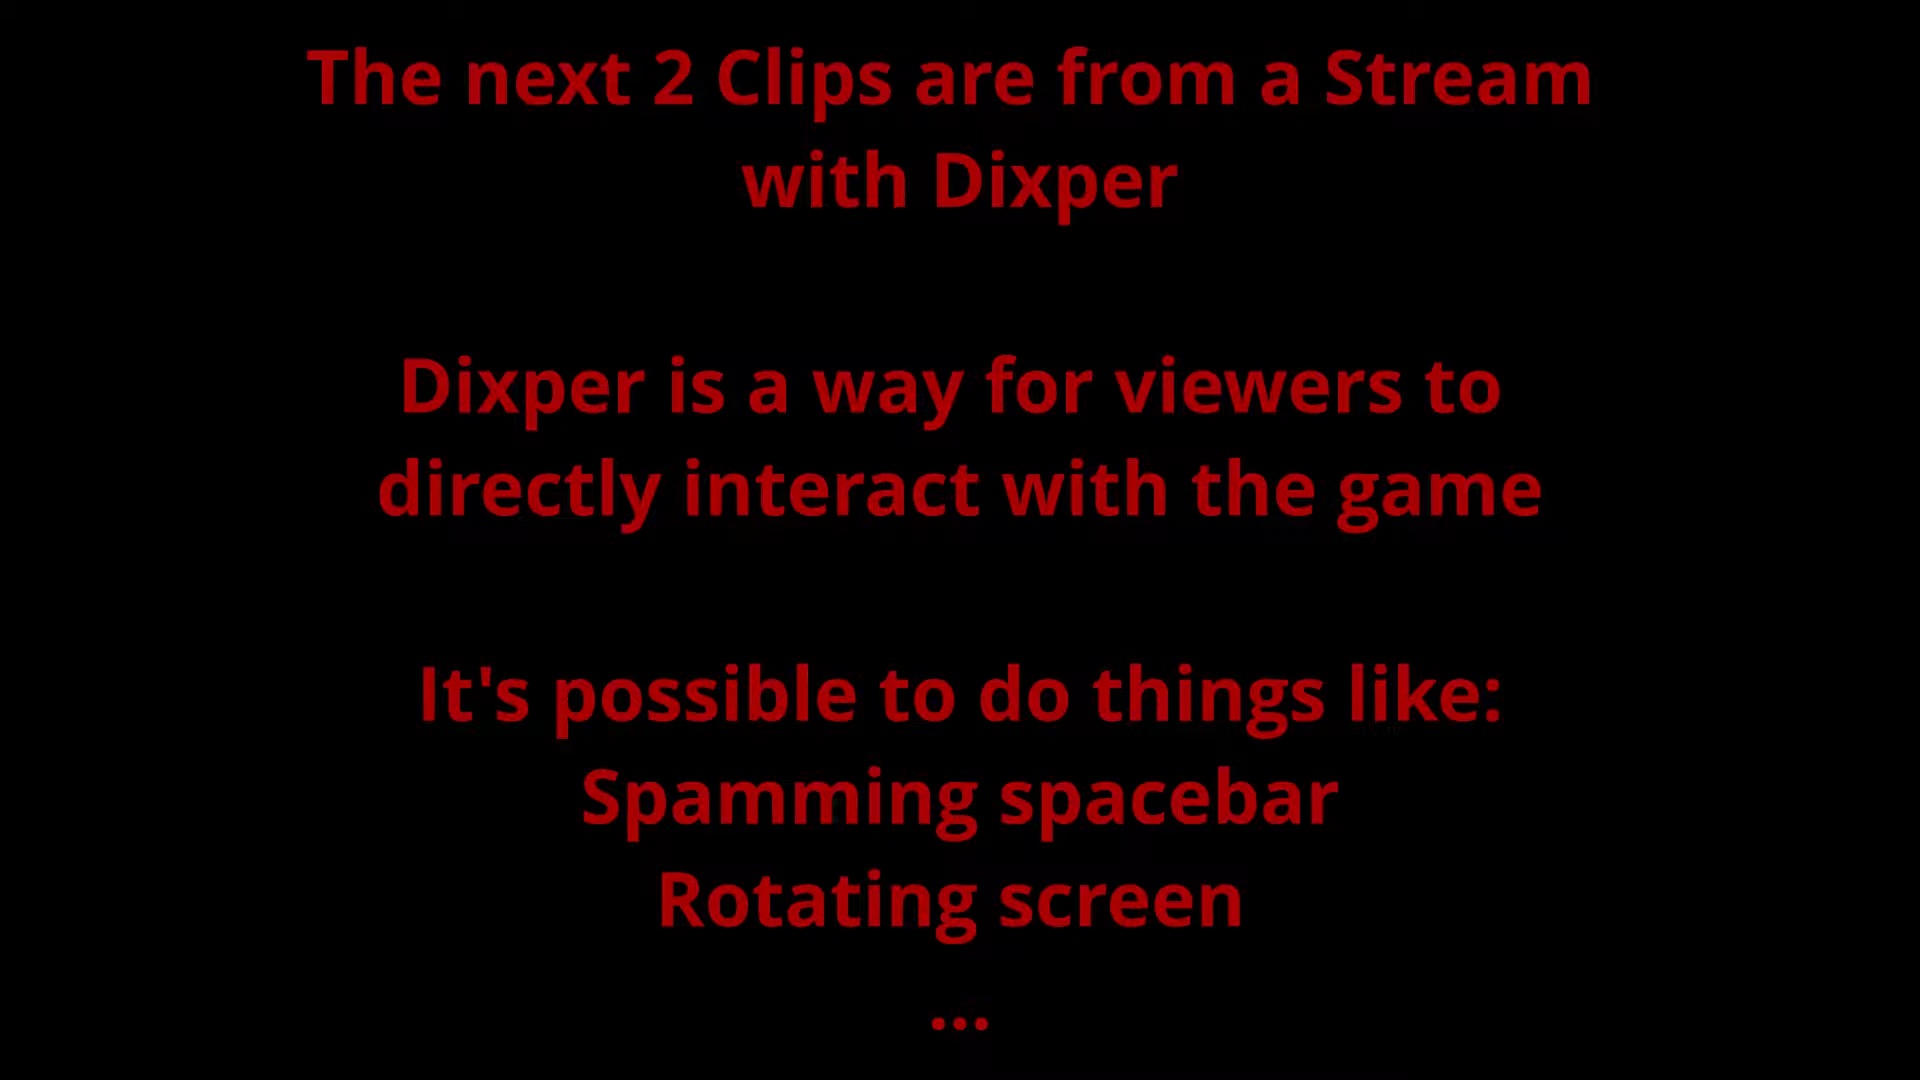 The next 2 Clips are from a Stream
with Dixper
Dixper is a way for viewers to
directly interact with the game
It's possible to do things like:
Spamming spacebar
Rotating screen
...